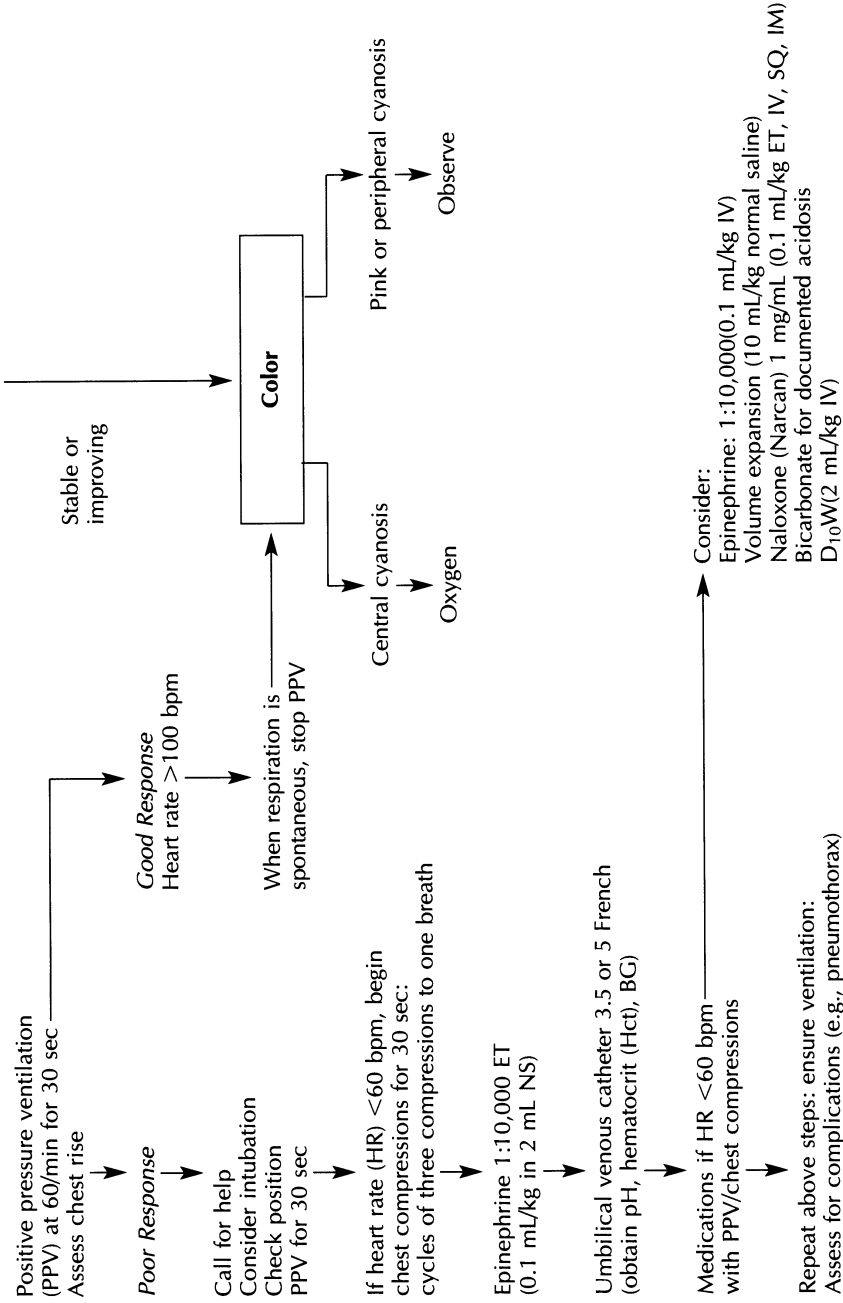 Positive pressure ventilation
(PPV) at 60/min for 30 sec
Assess chest rise
Stable or
improving
Good Response
Heart rate >100 bpm
Poor Response
When respiration is
spontaneous, stop PPV
Color
Call for help
Consider intubation
Check position
PPV for 30 sec
Central cyanosis
Pink or peripheral cyanosis
Oxygen
Observe
If heart rate (HR) <60 bpm, begin
chest compressions for 30 sec:
cycles of three compressions to one breath
Epinephrine 1:10,000 ET
(0.1 mL/kg in 2 mL NS)
Umbilical venous catheter 3.5 or 5 French
(obtain pH, hematocrit (Hct), BG)
Medications if HR <60 bpm
with PPV/chest compressions
Consider:
Epinephrine: 1:10,000(0.1 mL/kg IV)
Volume expansion (10 mL/kg normal saline)
Naloxone (Narcan) 1 mg/mL (0.1 mL/kg ET, IV, SQ, IM)
Bicarbonate for documented acidosis
D10W(2 mL/kg IV)
Repeat above steps: ensure ventilation:
Assess for complications (e.g., pneumothorax)